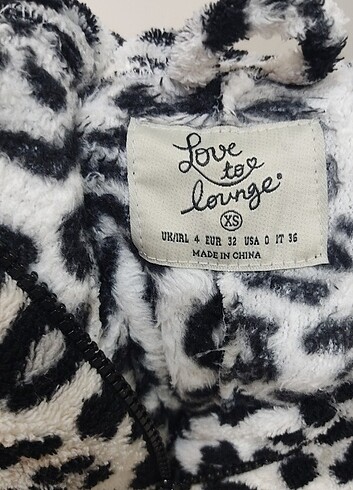 Love
to
lounge®
XS
UK/IRL 4 EUR 32 USA 0 IT 36
MADE IN CHINA